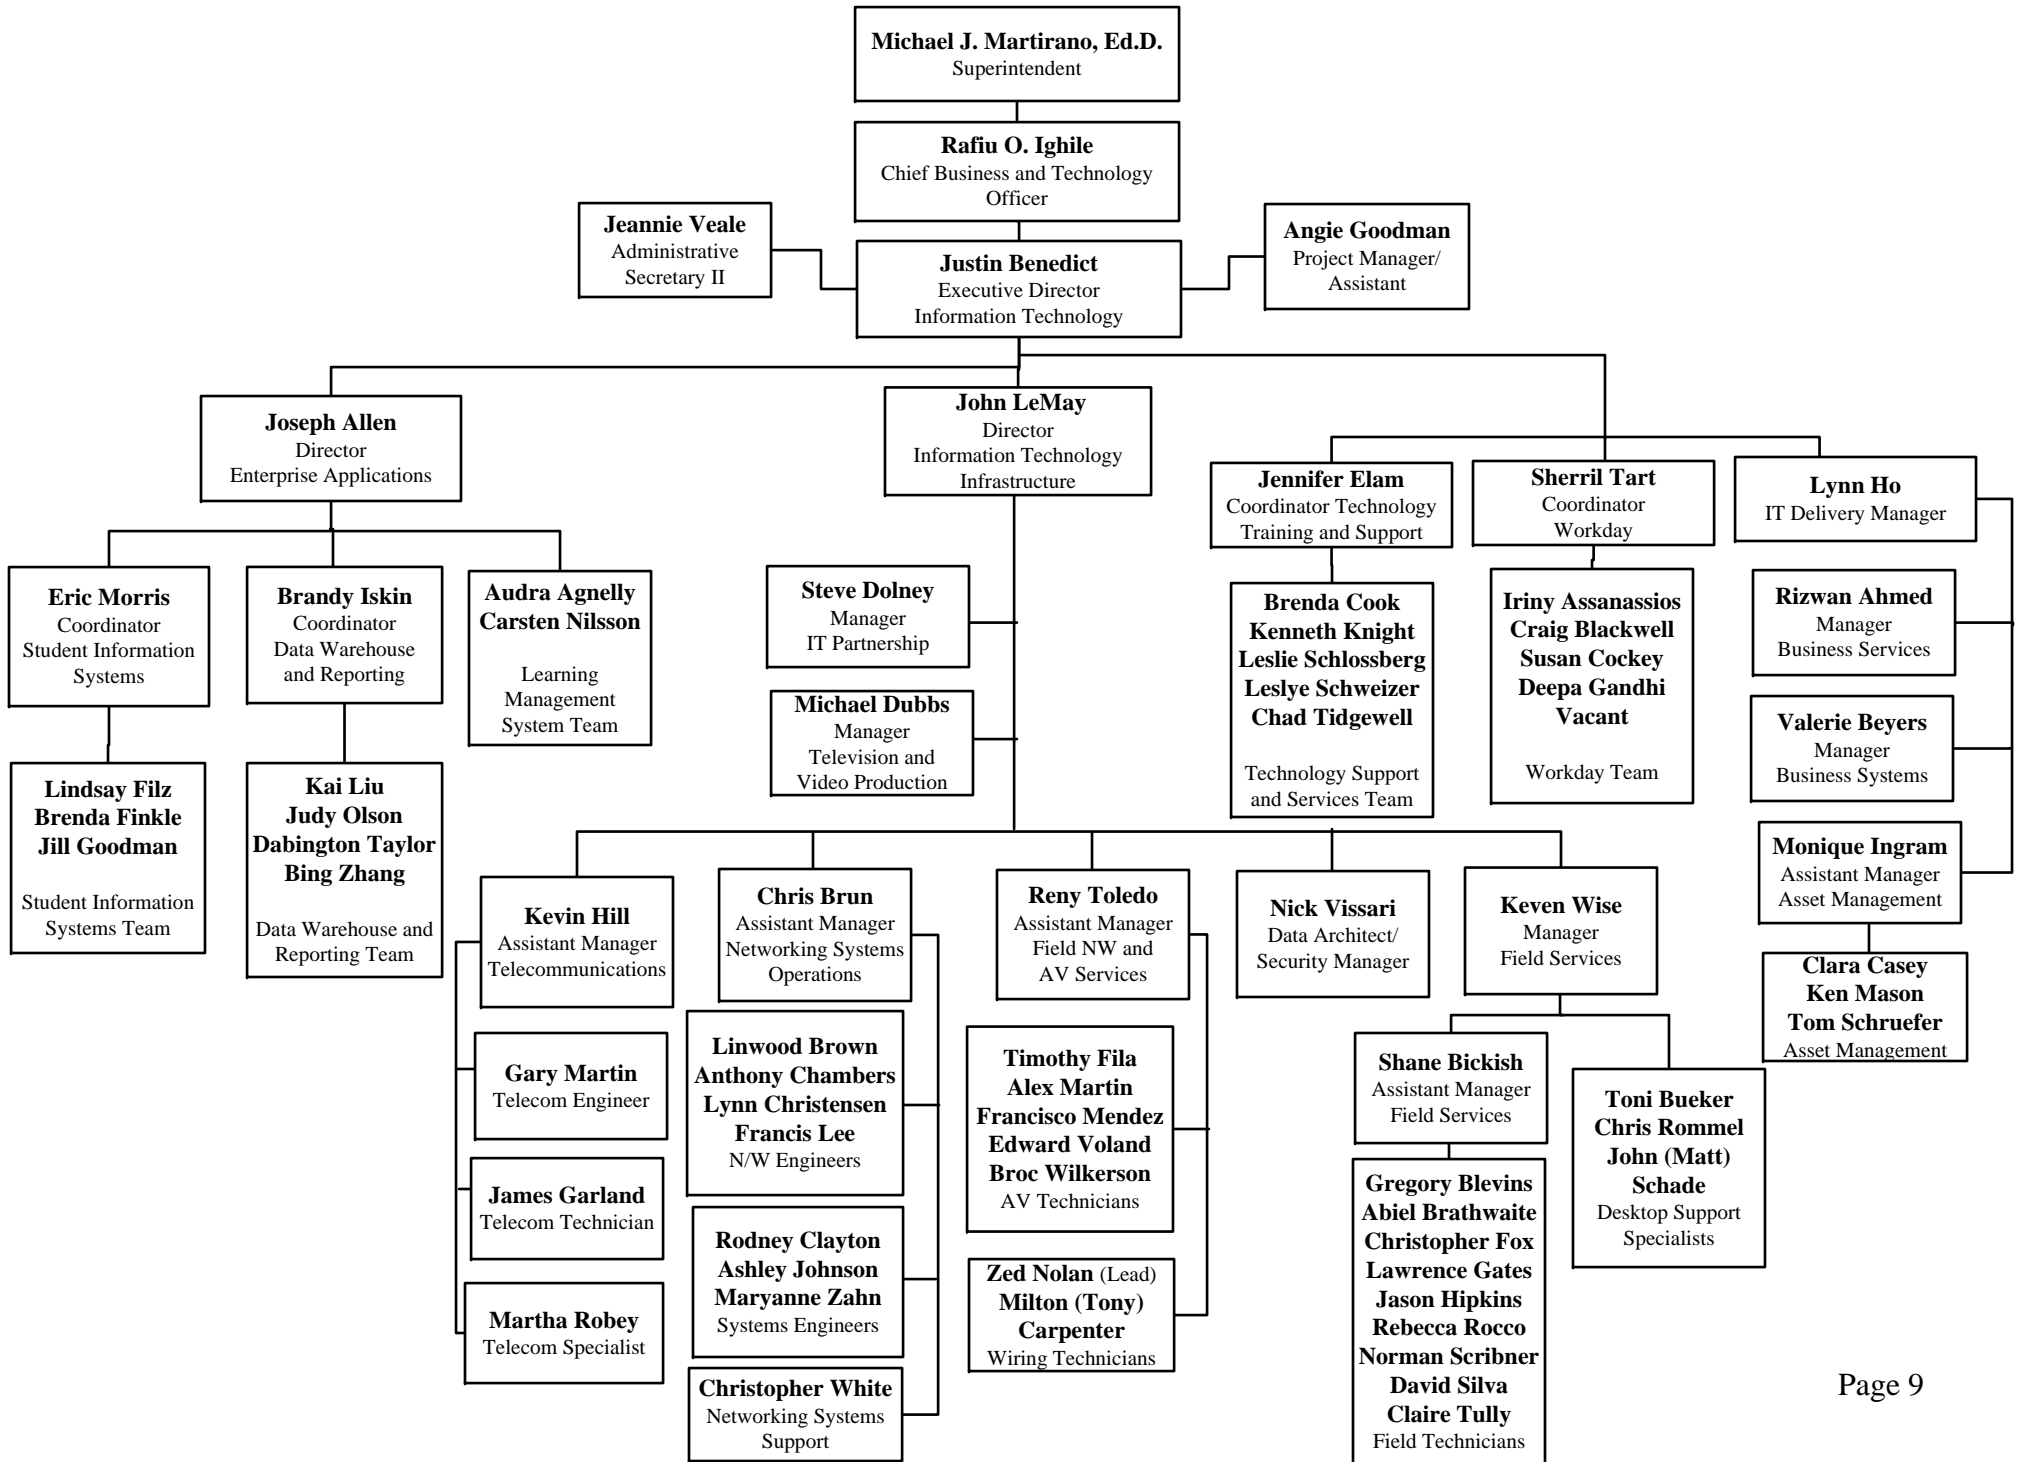 Michael J. Martirano, Ed.D.
Superintendent
Rafiu O. Ighile
Chief Business and Technology
Officer
Jeannie Veale
Administrative
Secretary II
Justin Benedict
Executive Director
Information Technology
Angie Goodman
Project Manager/
Assistant
Joseph Allen
Director
Enterprise Applications
John LeMay
Director
Information Technology
Infrastructure
Jennifer Elam
Coordinator Technology
Training and Support
Sherril Tart
Coordinator
Workday
Lynn Ho
IT Delivery Manager
Eric Morris
Coordinator
Student Information
Systems
Brandy Iskin
Coordinator
Data Warehouse
and Reporting
Audra Agnelly
Carsten Nilsson
Learning
Management
System Team
Steve Dolney
Manager
IT Partnership
Michael Dubbs
Manager
Television and
Video Production
Brenda Cook
Kenneth Knight
Leslie Schlossberg
Leslye Schweizer
Chad Tidgewell
Technology Support
and Services Team
Iriny Assanassios
Craig Blackwell
Susan Cockey
Deepa Gandhi
Vacant
Workday Team
Rizwan Ahmed
Manager
Business Services
Valerie Beyers
Manager
Business Systems
Monique Ingram
Assistant Manager
Asset Management
Clara Casey
Ken Mason
Tom Schruefer
Asset Management
Lindsay Filz
Brenda Finkle
Jill Goodman
Student Information
Systems Team
Kai Liu
Judy Olson
Dabington Taylor
Bing Zhang
Data Warehouse and
Reporting Team
Kevin Hill
Assistant Manager
Telecommunications
Chris Brun
Assistant Manager
Networking Systems
Operations
Reny Toledo
Assistant Manager
Field NW and
AV Services
Nick Vissari
Data Architect/
Security Manager
Keven Wise
Manager
Field Services
Gary Martin
Telecom Engineer
James Garland
Telecom Technician
Martha Robey
Telecom Specialist
Linwood Brown
Anthony Chambers
Lynn Christensen
Francis Lee
N/W Engineers
Rodney Clayton
Ashley Johnson
Maryanne Zahn
Systems Engineers
Christopher White
Networking Systems
Support
Timothy Fila
Alex Martin
Francisco Mendez
Edward Voland
Broc Wilkerson
AV Technicians
Zed Nolan (Lead)
Milton (Tony)
Carpenter
Wiring Technicians
Shane Bickish
Assistant Manager
Field Services
Gregory Blevins
Abiel Brathwaite
Christopher Fox
Lawrence Gates
Jason Hipkins
Rebecca Rocco
Norman Scribner
David Silva
Claire Tully
Field Technicians
Toni Bueker
Chris Rommel
John (Matt)
Schade
Desktop Support
Specialists
Page 9